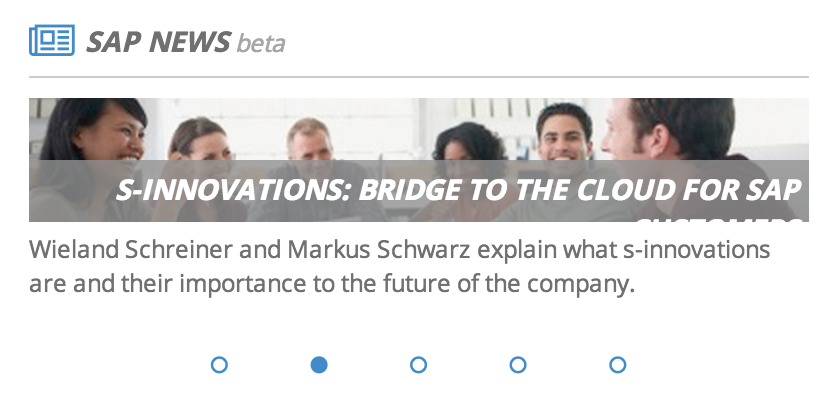 SAP NEWS beta
S-INNOVATIONS: BRIDGE TO THE CLOUD FOR SAP
Wieland Schreiner and Markus Schwarz explain what s-innovations
are and their importance to the future of the company.